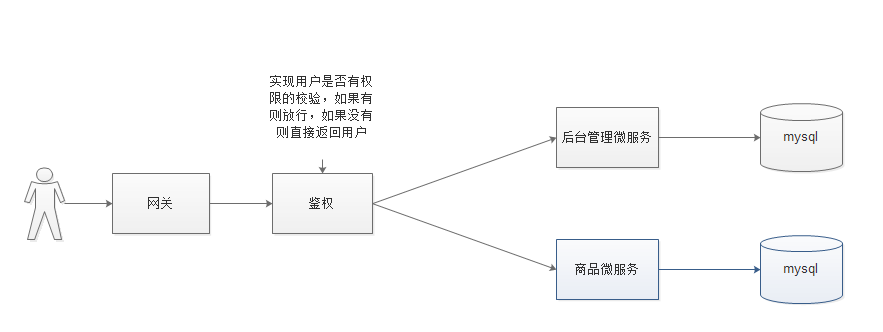 实现用户是否有权
限的校验，如果有
则放行，如果没有
则直接返回用户
网关
鉴权
后台管理微服务
mysql
商品微服务
mysql